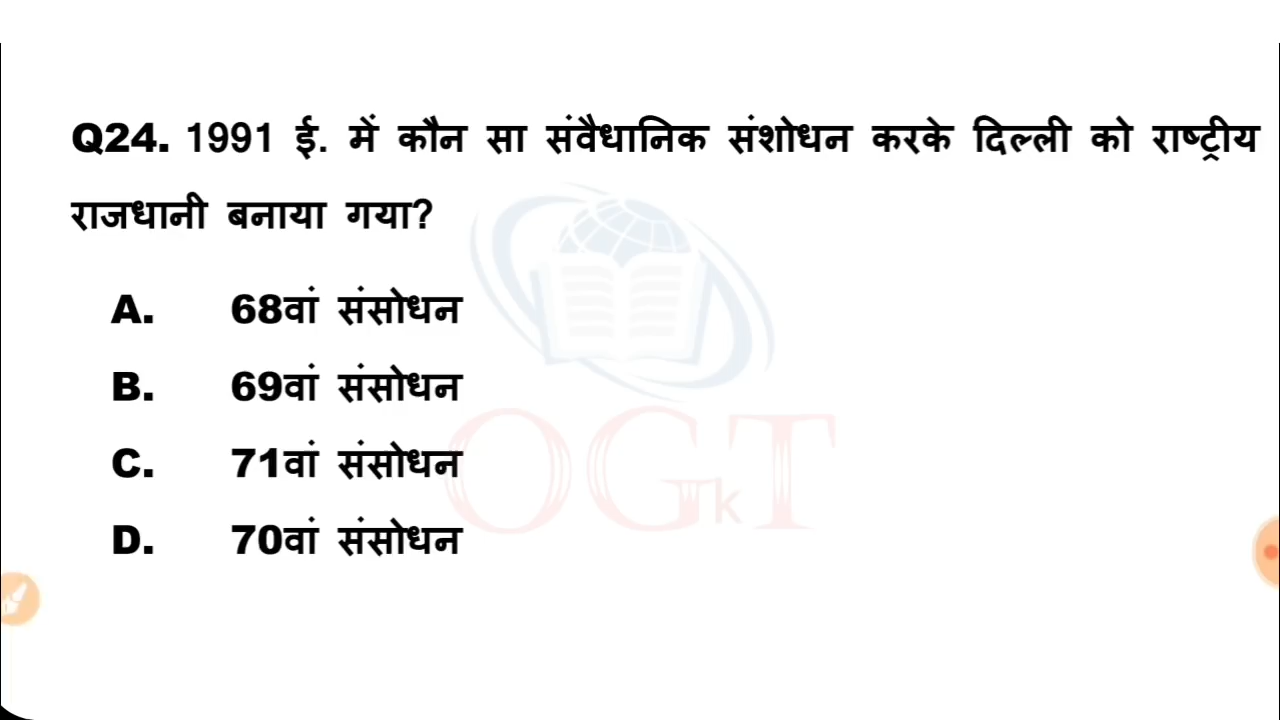 Q24. 1991 ई. में कौन सा संवैधानिक संशोधन करके दिल्ली को राष्ट्रीय
राजधानी बनाया गया?
A. 68वां संसोधन
B. 69वां संसोधन
C. 71वां संसोधन
D. 70वां संसोधन
OGkT